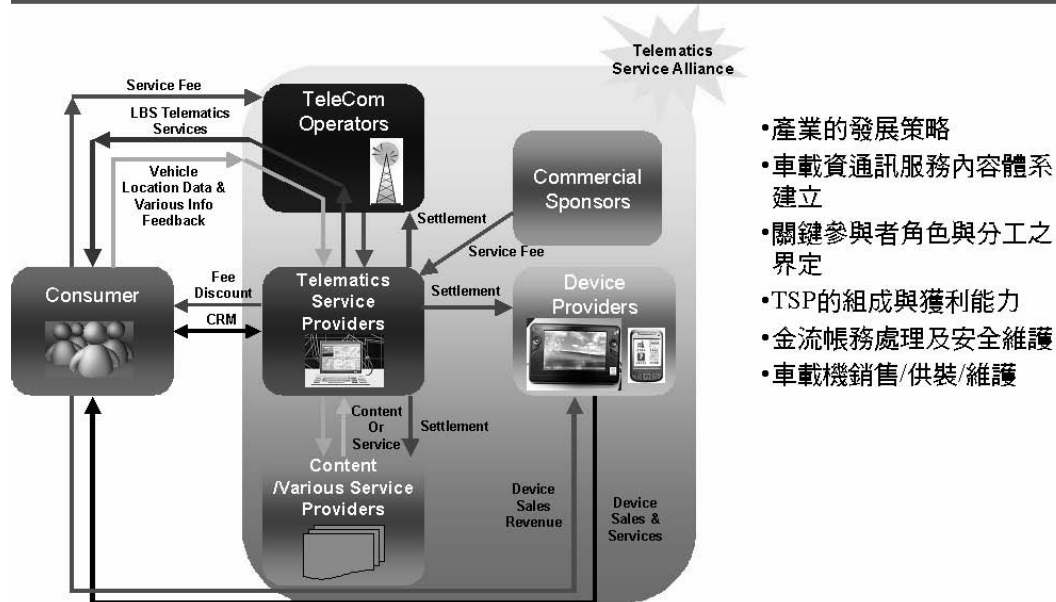 Telematics
Service Alliance
Service Fee
TeleCom
Operators
LBS Telematics
Services
Vehicle
Location Data &
Various Info
Feedback
Commercial
Sponsors
Settlement
Service Fee
Consumer
Fee
Discount
CRM
Telematics
Service
Providers
Settlement
Device
Providers
Content
Or
Service
Settlement
Content
/Various Service
Providers
Device
Sales
Revenue
Device
Sales &
Services
•產業的發展策略
•車載資通訊服務內容體系
建立
•關鍵參與者角色與分工之
界定
•TSP的組成與獲利能力
•金流帳務處理及安全維護
•車載機銷售/供裝/維護